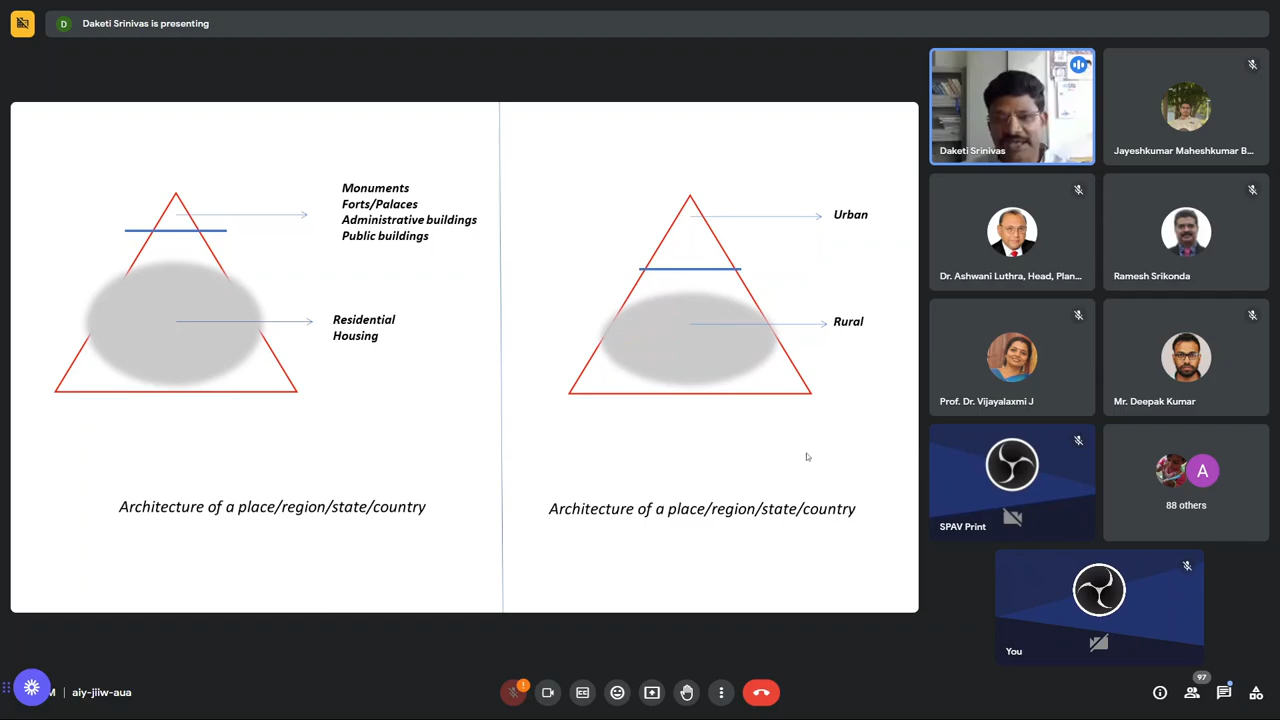 D
Daketi Srinivas is presenting
Monuments
Forts/Palaces
Administrative buildings
Public buildings
Residential
Housing
Architecture of a place/region/state/country
Urban
Rural
Architecture of a place/region/state/country
Daketi Srinivas
Jayeshkumar Maheshkumar B...
Dr. Ashwani Luthra, Head, Plan...
Ramesh Srikonda
Prof. Dr. Vijayalaxmi J
Mr. Deepak Kumar
SPAV Print
A
88 others
You
M | aiy-jiiw-aua
97